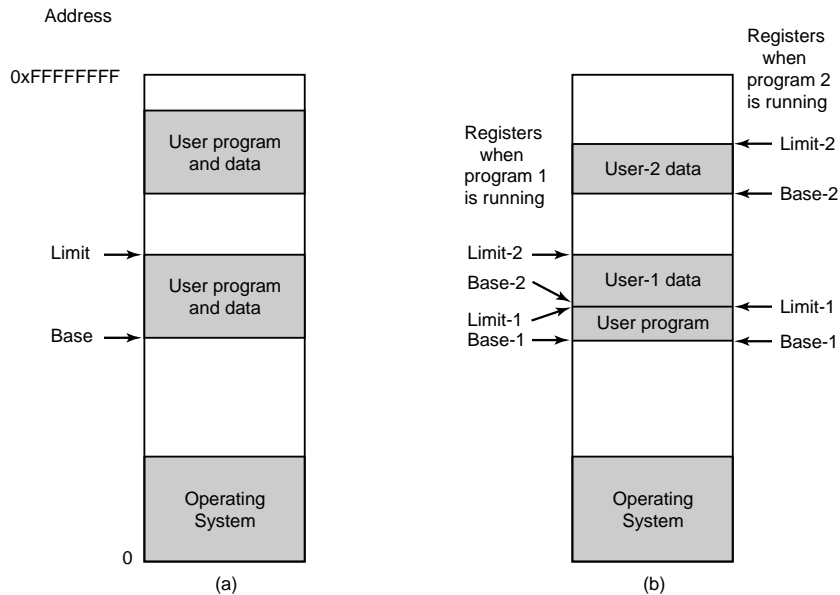 Address
0xFFFFFFFF
User program
and data
Limit
User program
and data
Base
Operating
System
0
(a)
Registers
when
program 2
is running
Registers
when
program 1
is running
Limit-2
User-2 data
Base-2
Limit-2
User-1 data
Base-2
Limit-1
Limit-1
User program
Base-1
Base-1
Operating
System
(b)